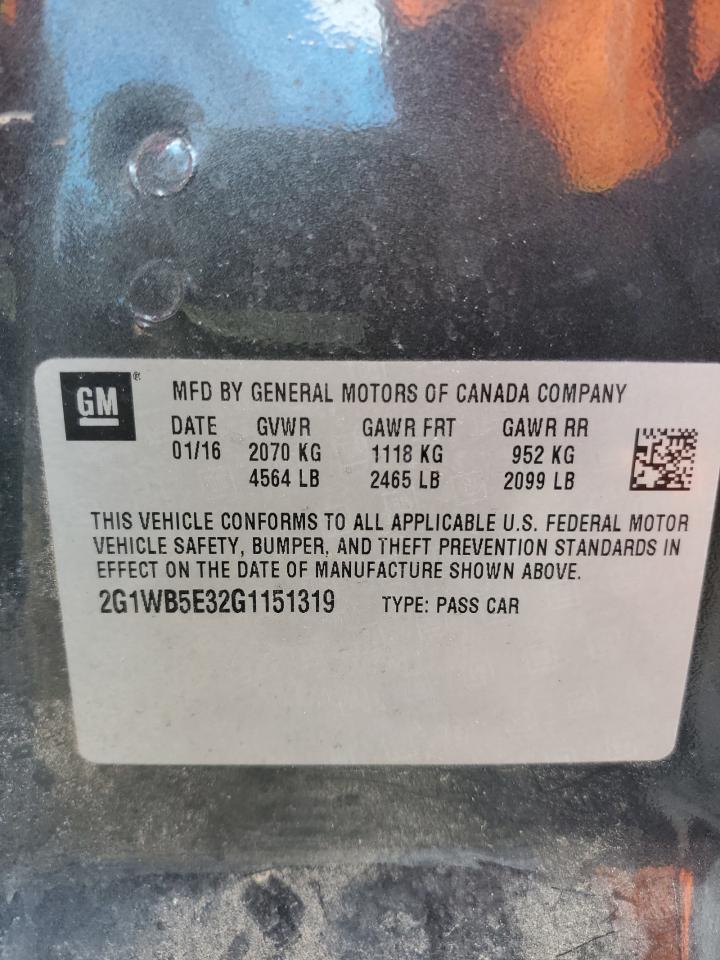 GM®
MFD BY GENERAL MOTORS OF CANADA COMPANY
DATE GVWR GAWR FRT GAWR RR
01/16 2070 KG 1118 KG 952 KG
4564 LB 2465 LB 2099 LB
THIS VEHICLE CONFORMS TO ALL APPLICABLE U.S. FEDERAL MOTOR
VEHICLE SAFETY, BUMPER, AND THEFT PREVENTION STANDARDS IN
EFFECT ON THE DATE OF MANUFACTURE SHOWN ABOVE.
2G1WB5E32G1151319 TYPE: PASS CAR